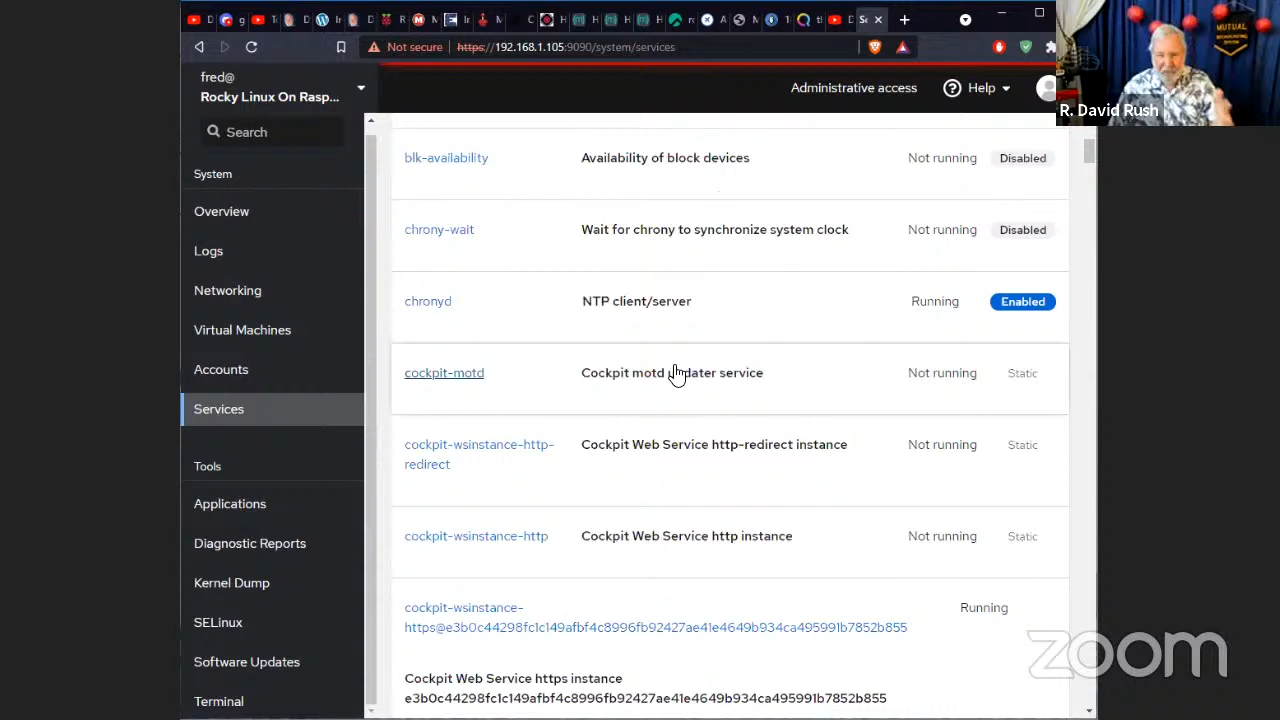 Not secure
https://192.168.1.105:9090/system/services
fred@
Rocky Linux On Rasp...
Search
System
Overview
Logs
Networking
Virtual Machines
Accounts
Services
Tools
Applications
Diagnostic Reports
Kernel Dump
SELinux
Software Updates
Terminal
Administrative access
Help
blk-availability Availability of block devices Not running Disabled
chrony-wait Wait for chrony to synchronize system clock Not running Disabled
chronyd NTP client/server Running Enabled
cockpit-motd Cockpit motd updater service Not running Static
cockpit-wsinstance-http- Cockpit Web Service http-redirect instance Not running Static
redirect
cockpit-wsinstance-http Cockpit Web Service http instance Not running Static
cockpit-wsinstance- Running
https@e3b0c44298fc1c149afbf4c8996fb92427ae41e4649b934ca495991b7852b855
Cockpit Web Service https instance
e3b0c44298fc1c149afbf4c8996fb92427ae41e4649b934ca495991b7852b855
MUTUAL
BROADCASTING
SYSTEM
R. David Rush
zoom